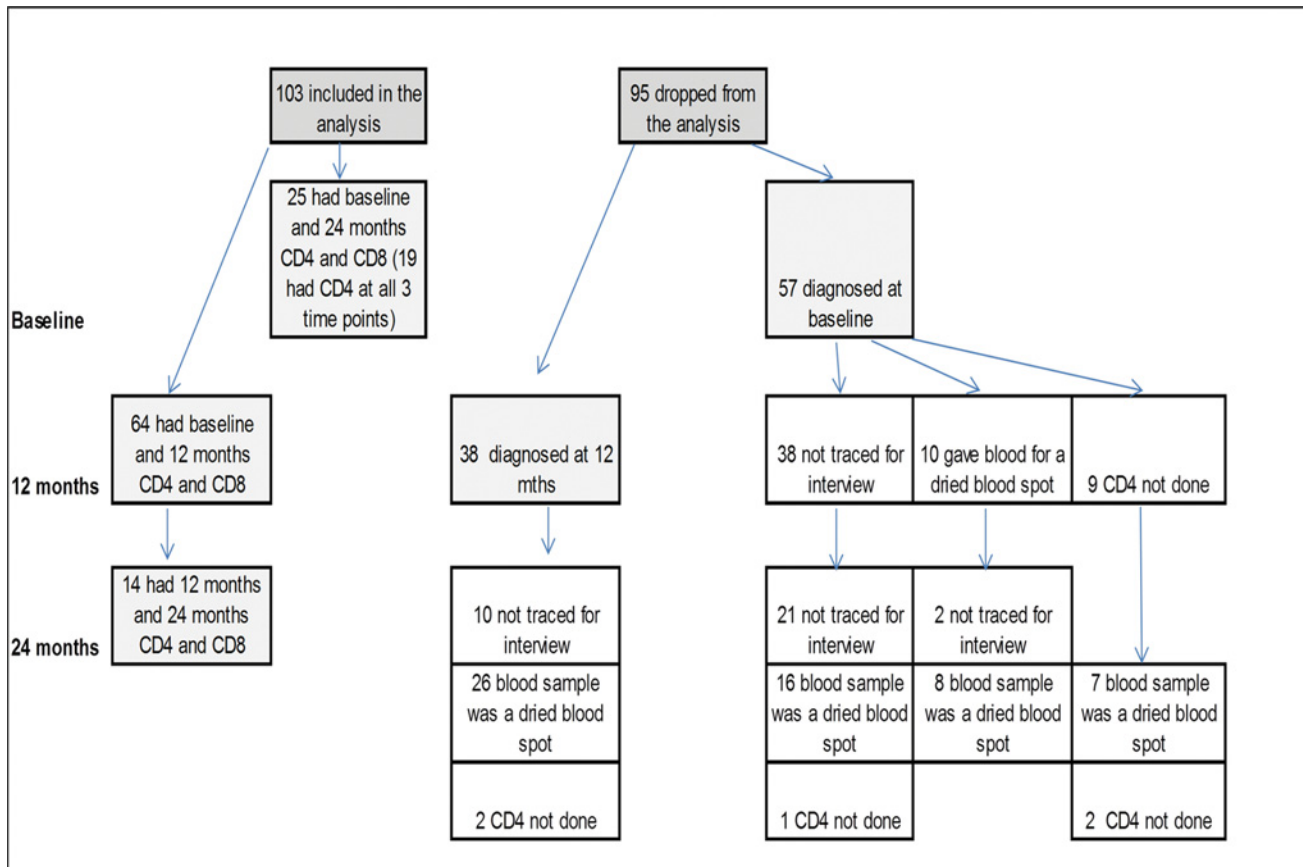 103 included in the
analysis
95 dropped from
the analysis
25 had baseline
and 24 months
CD4 and CD8 (19
had CD4 at all 3
time points)
57 diagnosed at
baseline
Baseline
64 had baseline
and 12 months
CD4 and CD8
38 diagnosed at 12
mths
38 not traced for
interview
10 gave blood for a
dried blood spot
9 CD4 not done
12 months
14 had 12 months
and 24 months
CD4 and CD8
10 not traced for
interview
21 not traced for
interview
2 not traced for
interview
24 months
26 blood sample
was a dried blood
spot
16 blood sample
was a dried blood
spot
8 blood sample
was a dried blood
spot
7 blood sample
was a dried blood
spot
2 CD4 not done
1 CD4 not done
2 CD4 not done